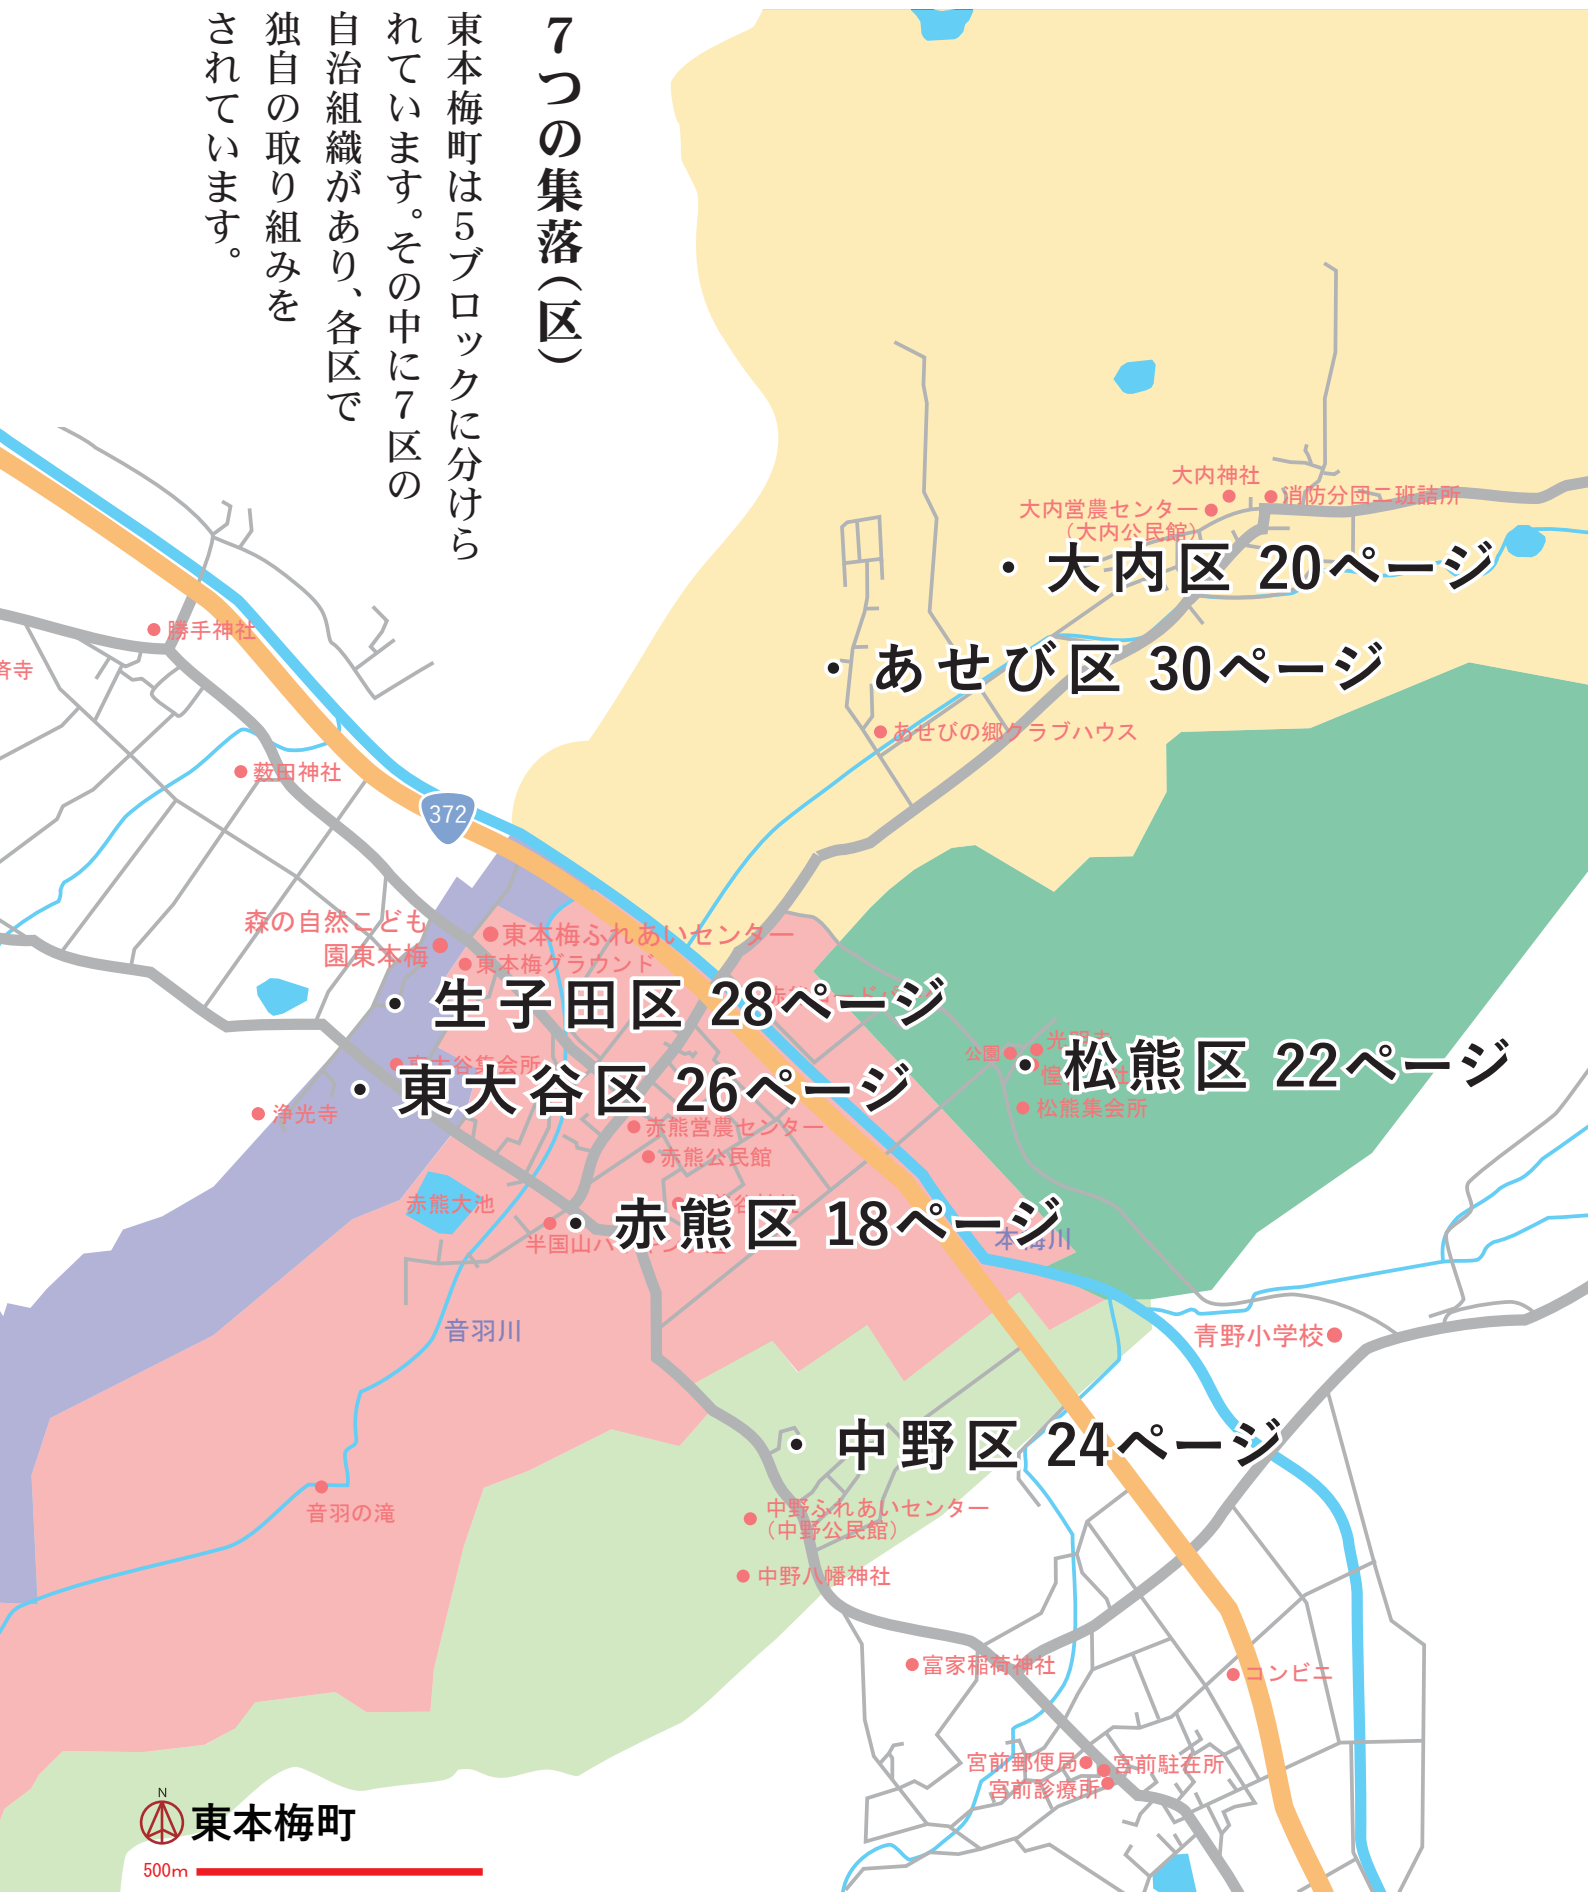 7つの集落（区）
東本梅町は5ブロックに分けら
れています。その中に7区の
自治組織があり、各区で
独自の取り組みを
されています。
大内神社
消防分団二班詰所
大内営農センター
（大内公民館）
・大内区 20ページ
・あせび区 30ページ
あせびの郷クラブハウス
勝手神社
済寺
薮田神社
372
森の自然こども
園東本梅
東本梅ふれあいセンター
東本梅グラウンド
・生子田区 28ページ
公園
・松熊区 22ページ
松熊集会所
東大谷集会所
・東大谷区 26ページ
浄光寺
赤熊営農センター
赤熊公民館
赤熊大池
・赤熊区 18ページ
本梅川
音羽川
青野小学校
・中野区 24ページ
音羽の滝
中野ふれあいセンター
（中野公民館）
中野八幡神社
富家稲荷神社
コンビニ
宮前郵便局
宮前駐在所
宮前診療所
N
東本梅町
500m